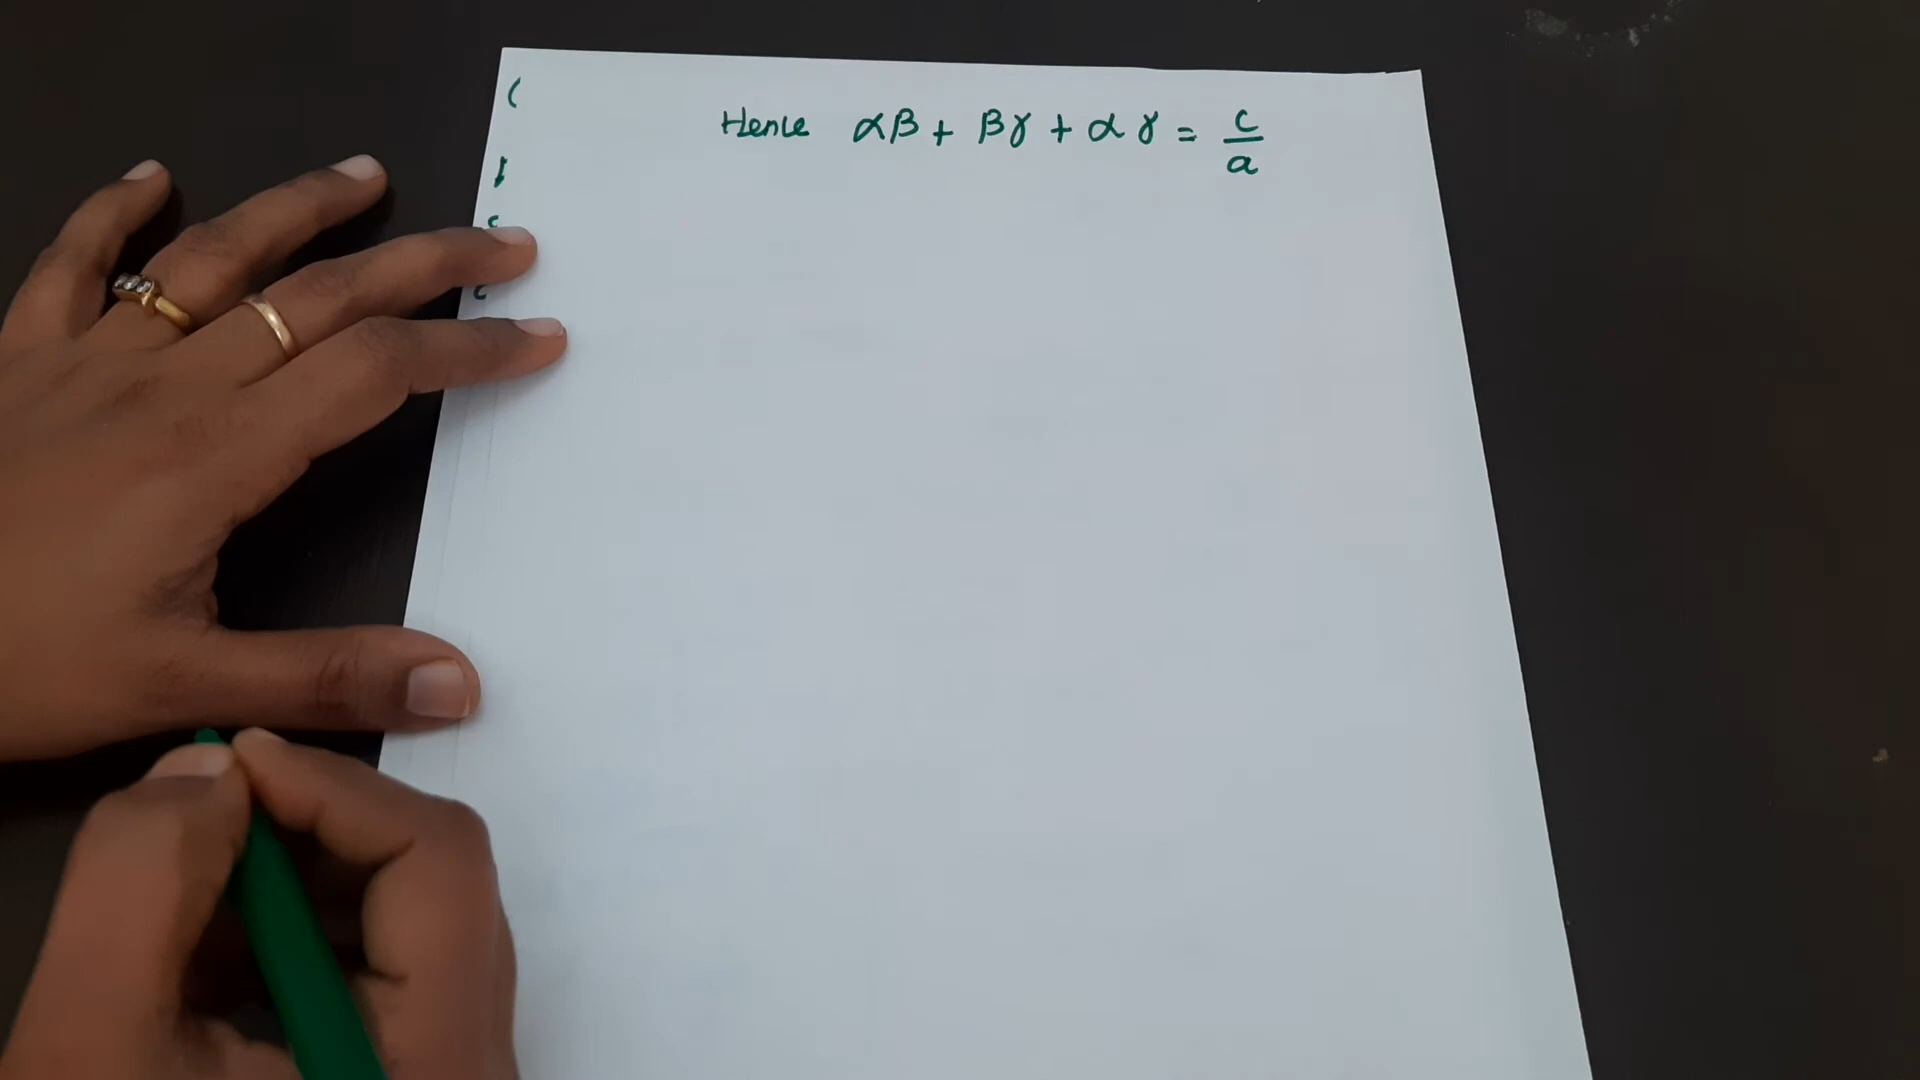 Hence αβ + βγ + αγ = c/a